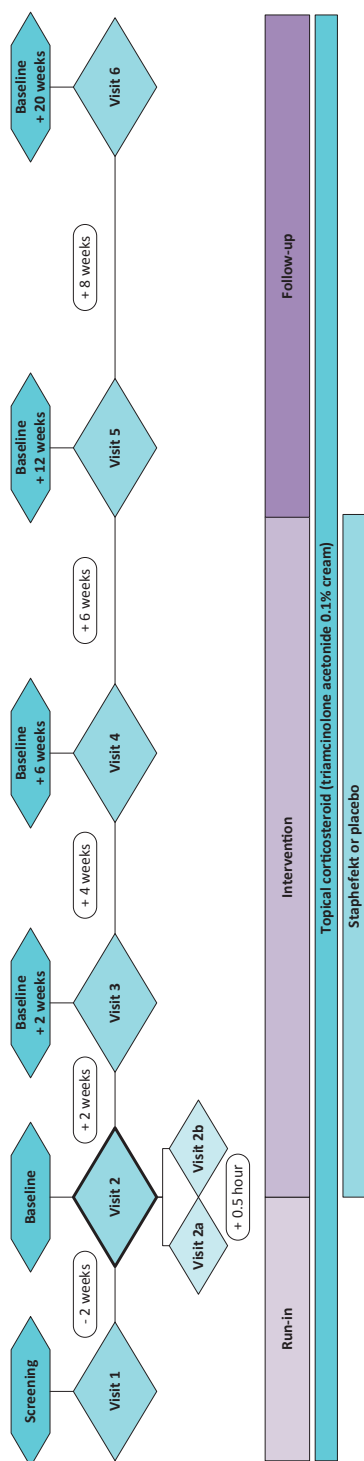 Screening
Baseline
Baseline
+ 2 weeks
Baseline
+ 6 weeks
Baseline
+ 12 weeks
Baseline
+ 20 weeks
Visit 1
- 2 weeks
Visit 2
+ 2 weeks
Visit 3
+ 4 weeks
Visit 4
+ 6 weeks
Visit 5
+ 8 weeks
Visit 6
Visit 2a
Visit 2b
+ 0.5 hour
Run-in
Intervention
Follow-up
Topical corticosteroid (triamcinolone acetonide 0.1% cream)
Staphefekt or placebo